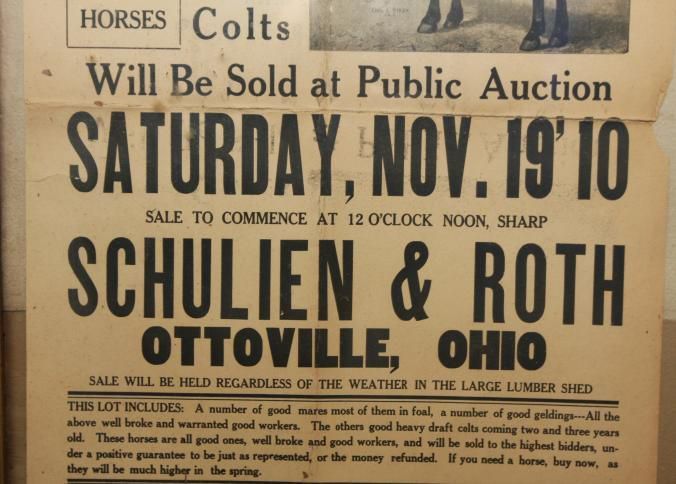 HORSES
Colts
Will Be Sold at Public Auction
SATURDAY, NOV. 19 '10
SALE TO COMMENCE AT 12 O'CLOCK NOON, SHARP
SCHULIEN & ROTH
OTTOVILLE, OHIO
SALE WILL BE HELD REGARDLESS OF THE WEATHER IN THE LARGE LUMBER SHED
THIS LOT INCLUDES: A number of good mares most of them in foal, a number of good geldings---All the
above well broke and warranted good workers. The others good heavy draft colts coming two and three years
old. These horses are all good ones, well broke and good workers, and will be sold to the highest bidders, un-
der a positive guarantee to be just as represented, or the money refunded. If you need a horse, buy now, as
they will be much higher in the spring.